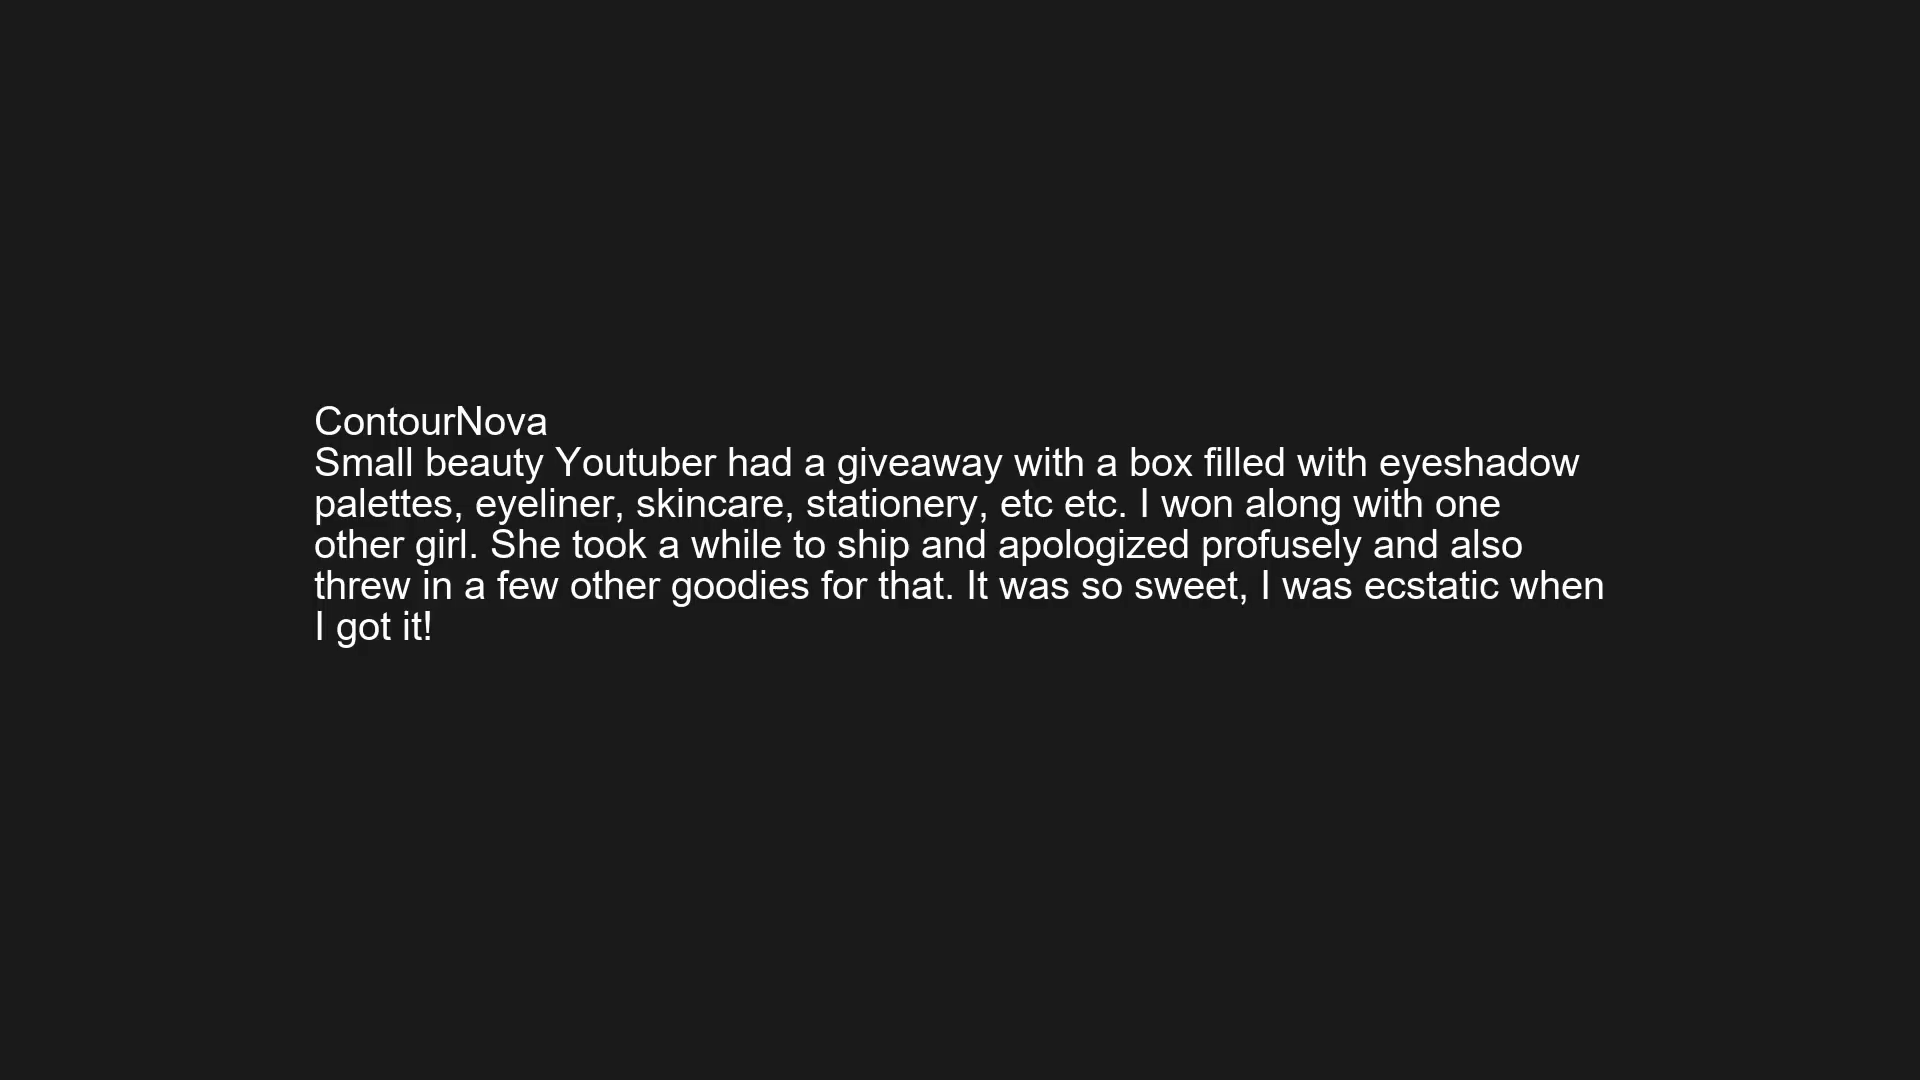 ContourNova
Small beauty Youtuber had a giveaway with a box filled with eyeshadow
palettes, eyeliner, skincare, stationery, etc etc. I won along with one
other girl. She took a while to ship and apologized profusely and also
threw in a few other goodies for that. It was so sweet, I was ecstatic when
I got it!